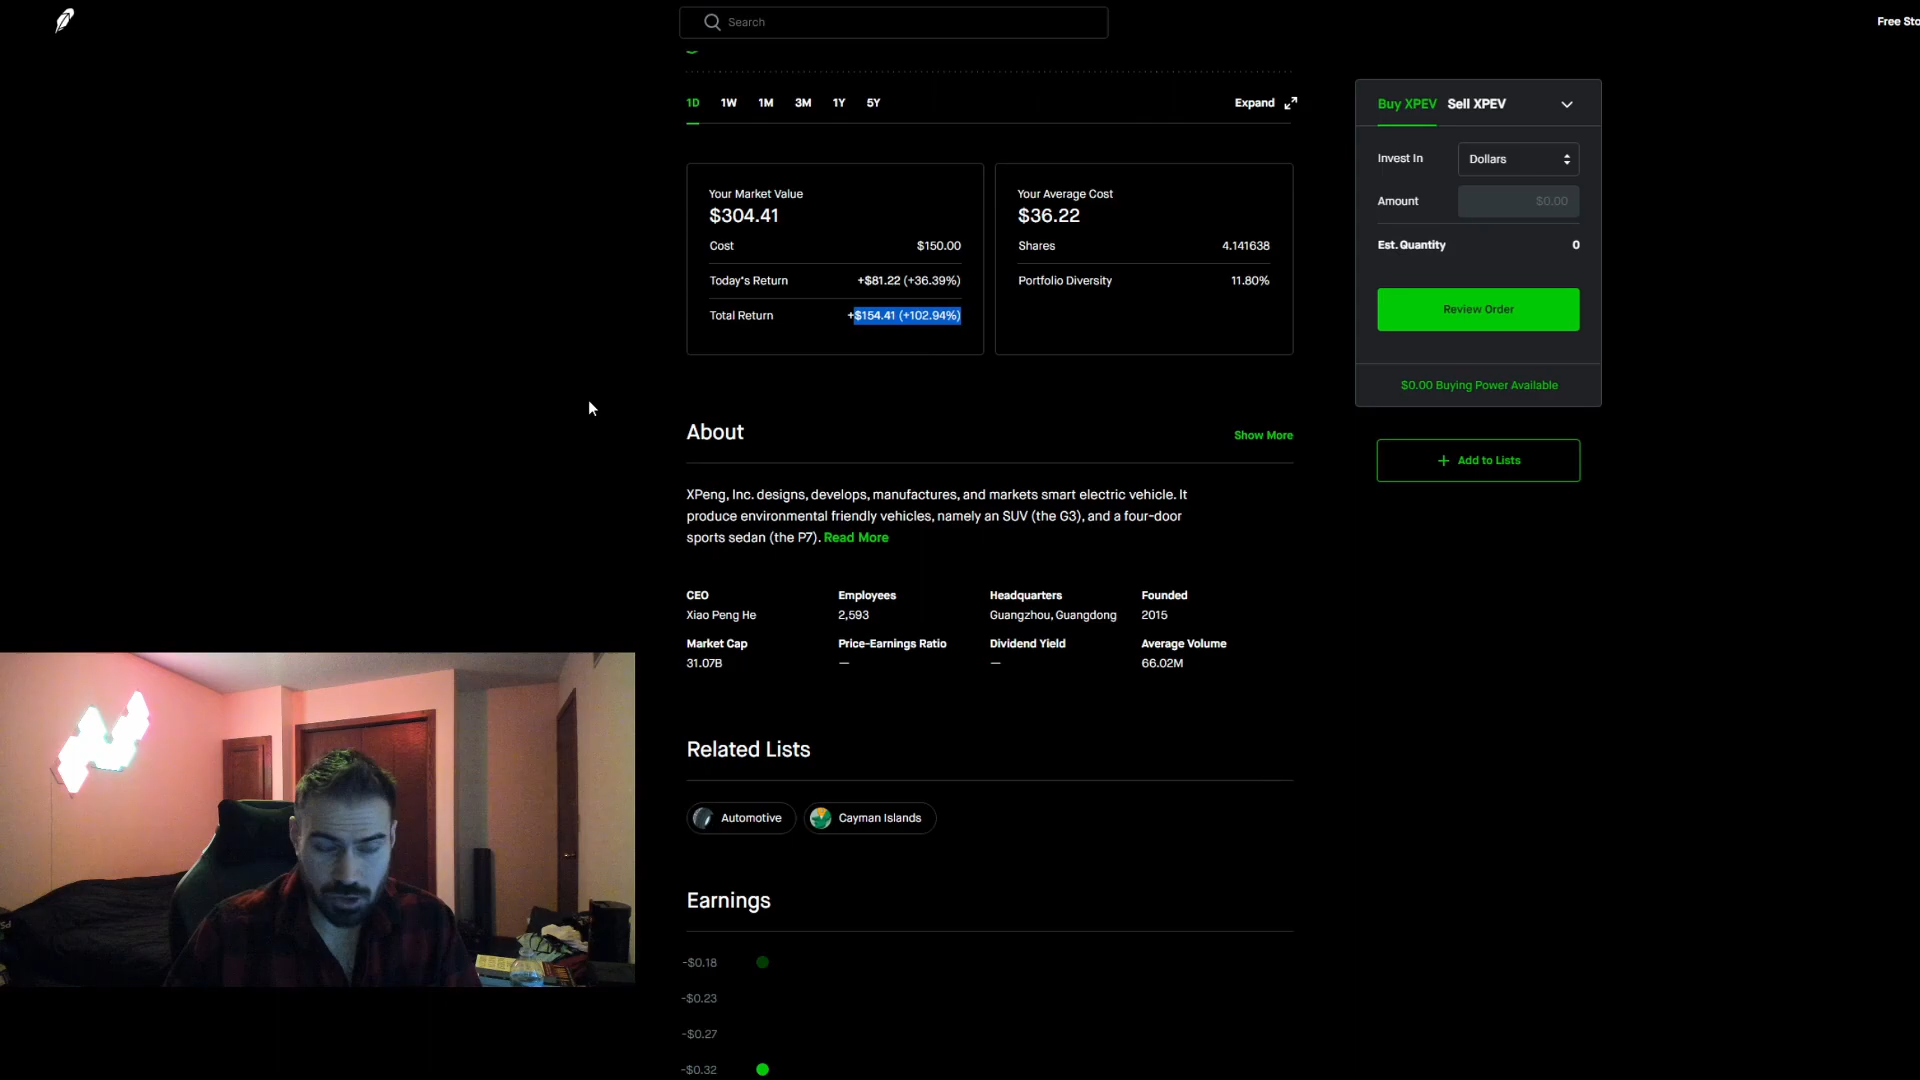 Search
Free Sto
1D 1W 1M 3M 1Y 5Y
Expand
Your Market Value
$304.41
Cost $150.00
Today's Return +$81.22 (+36.39%)
Total Return +$154.41 (+102.94%)
Your Average Cost
$36.22
Shares 4.141638
Portfolio Diversity 11.80%
Buy XPEV Sell XPEV
Invest In Dollars
Amount $0.00
Est. Quantity 0
Review Order
$0.00 Buying Power Available
Add to Lists
About
Show More
XPeng, Inc. designs, develops, manufactures, and markets smart electric vehicle. It
produce environmental friendly vehicles, namely an SUV (the G3), and a four-door
sports sedan (the P7). Read More
CEO Employees Headquarters Founded
Xiao Peng He 2,593 Guangzhou, Guangdong 2015
Market Cap Price-Earnings Ratio Dividend Yield Average Volume
31.07B — — 66.02M
Related Lists
Automotive Cayman Islands
Earnings
-$0.18
-$0.23
-$0.27
-$0.32